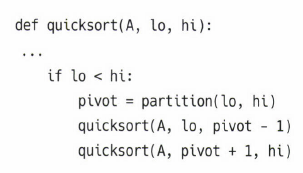 def quicksort(A, lo, hi):
...
if lo < hi:
pivot = partition(lo, hi)
quicksort(A, lo, pivot - 1)
quicksort(A, pivot + 1, hi)